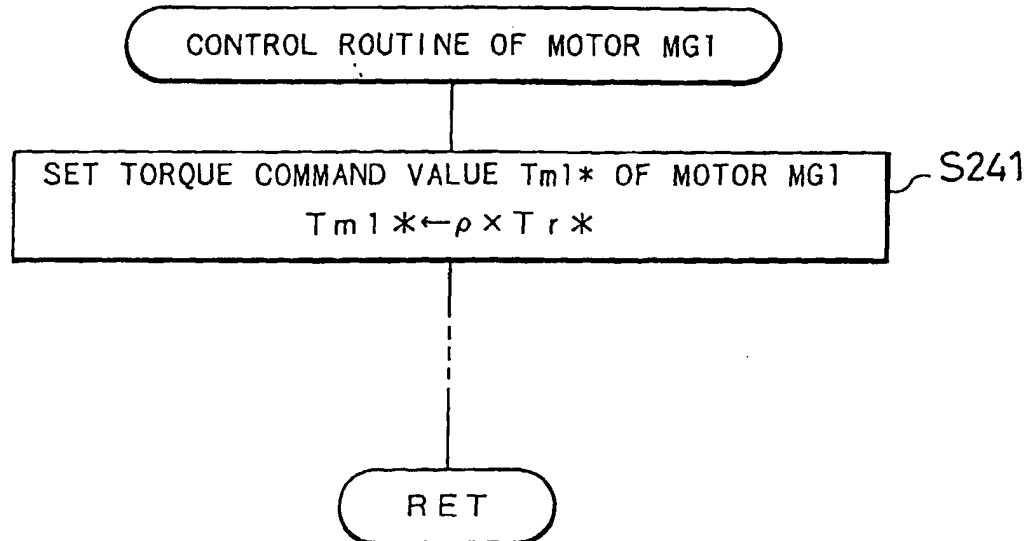 CONTROL ROUTINE OF MOTOR MG1
SET TORQUE COMMAND VALUE Tm1* OF MOTOR MG1
Tm1*←ρ×Tr*
S241
RET